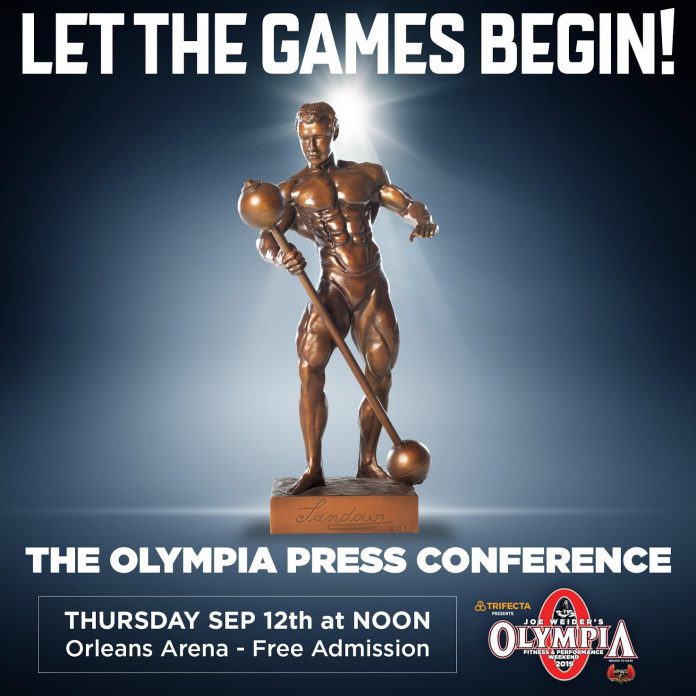 LET THE GAMES BEGIN!
Sandow
2018
THE OLYMPIA PRESS CONFERENCE
THURSDAY SEP 12th at NOON
Orleans Arena - Free Admission
TRIFECTA
PRESENTS
JOE WEIDER'S
OLYMPIA
FITNESS & PERFORMANCE
WEEKEND
2019